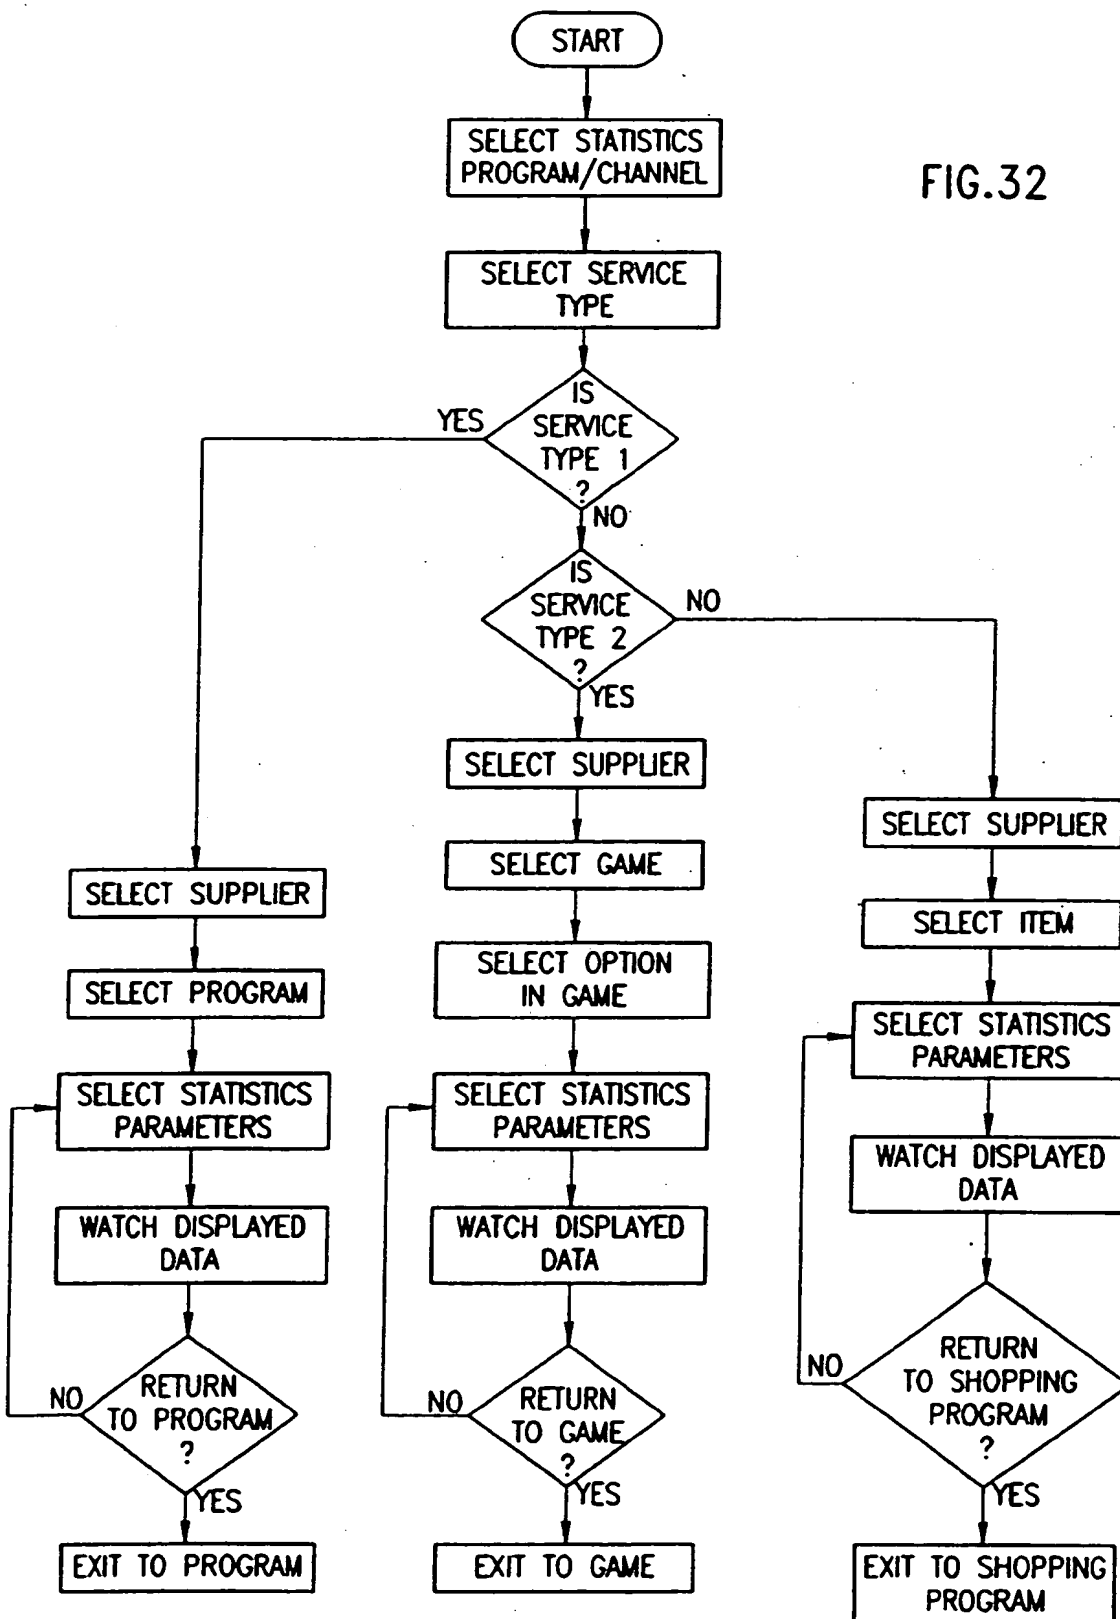 START
SELECT STATISTICS
PROGRAM/CHANNEL
FIG.32
SELECT SERVICE
TYPE
IS
SERVICE
TYPE 1
?
YES
NO
IS
SERVICE
TYPE 2
?
NO
YES
SELECT SUPPLIER
SELECT PROGRAM
SELECT STATISTICS
PARAMETERS
WATCH DISPLAYED
DATA
RETURN
TO PROGRAM
?
NO
YES
EXIT TO PROGRAM
SELECT SUPPLIER
SELECT GAME
SELECT OPTION
IN GAME
SELECT STATISTICS
PARAMETERS
WATCH DISPLAYED
DATA
RETURN
TO GAME
?
NO
YES
EXIT TO GAME
SELECT SUPPLIER
SELECT ITEM
SELECT STATISTICS
PARAMETERS
WATCH DISPLAYED
DATA
RETURN
TO SHOPPING
PROGRAM
?
NO
YES
EXIT TO SHOPPING
PROGRAM